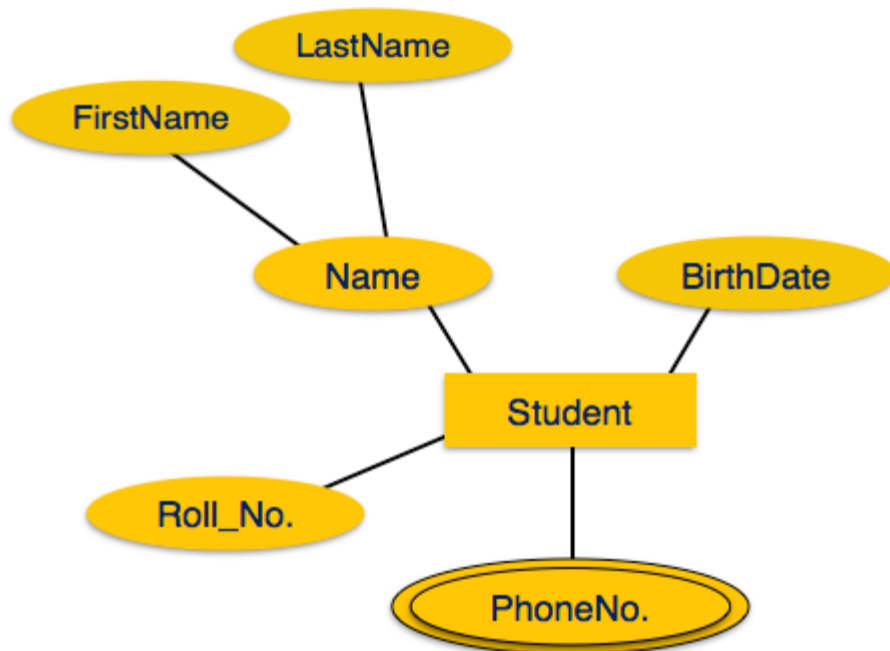 LastName
FirstName
Name
BirthDate
Student
Roll_No.
PhoneNo.